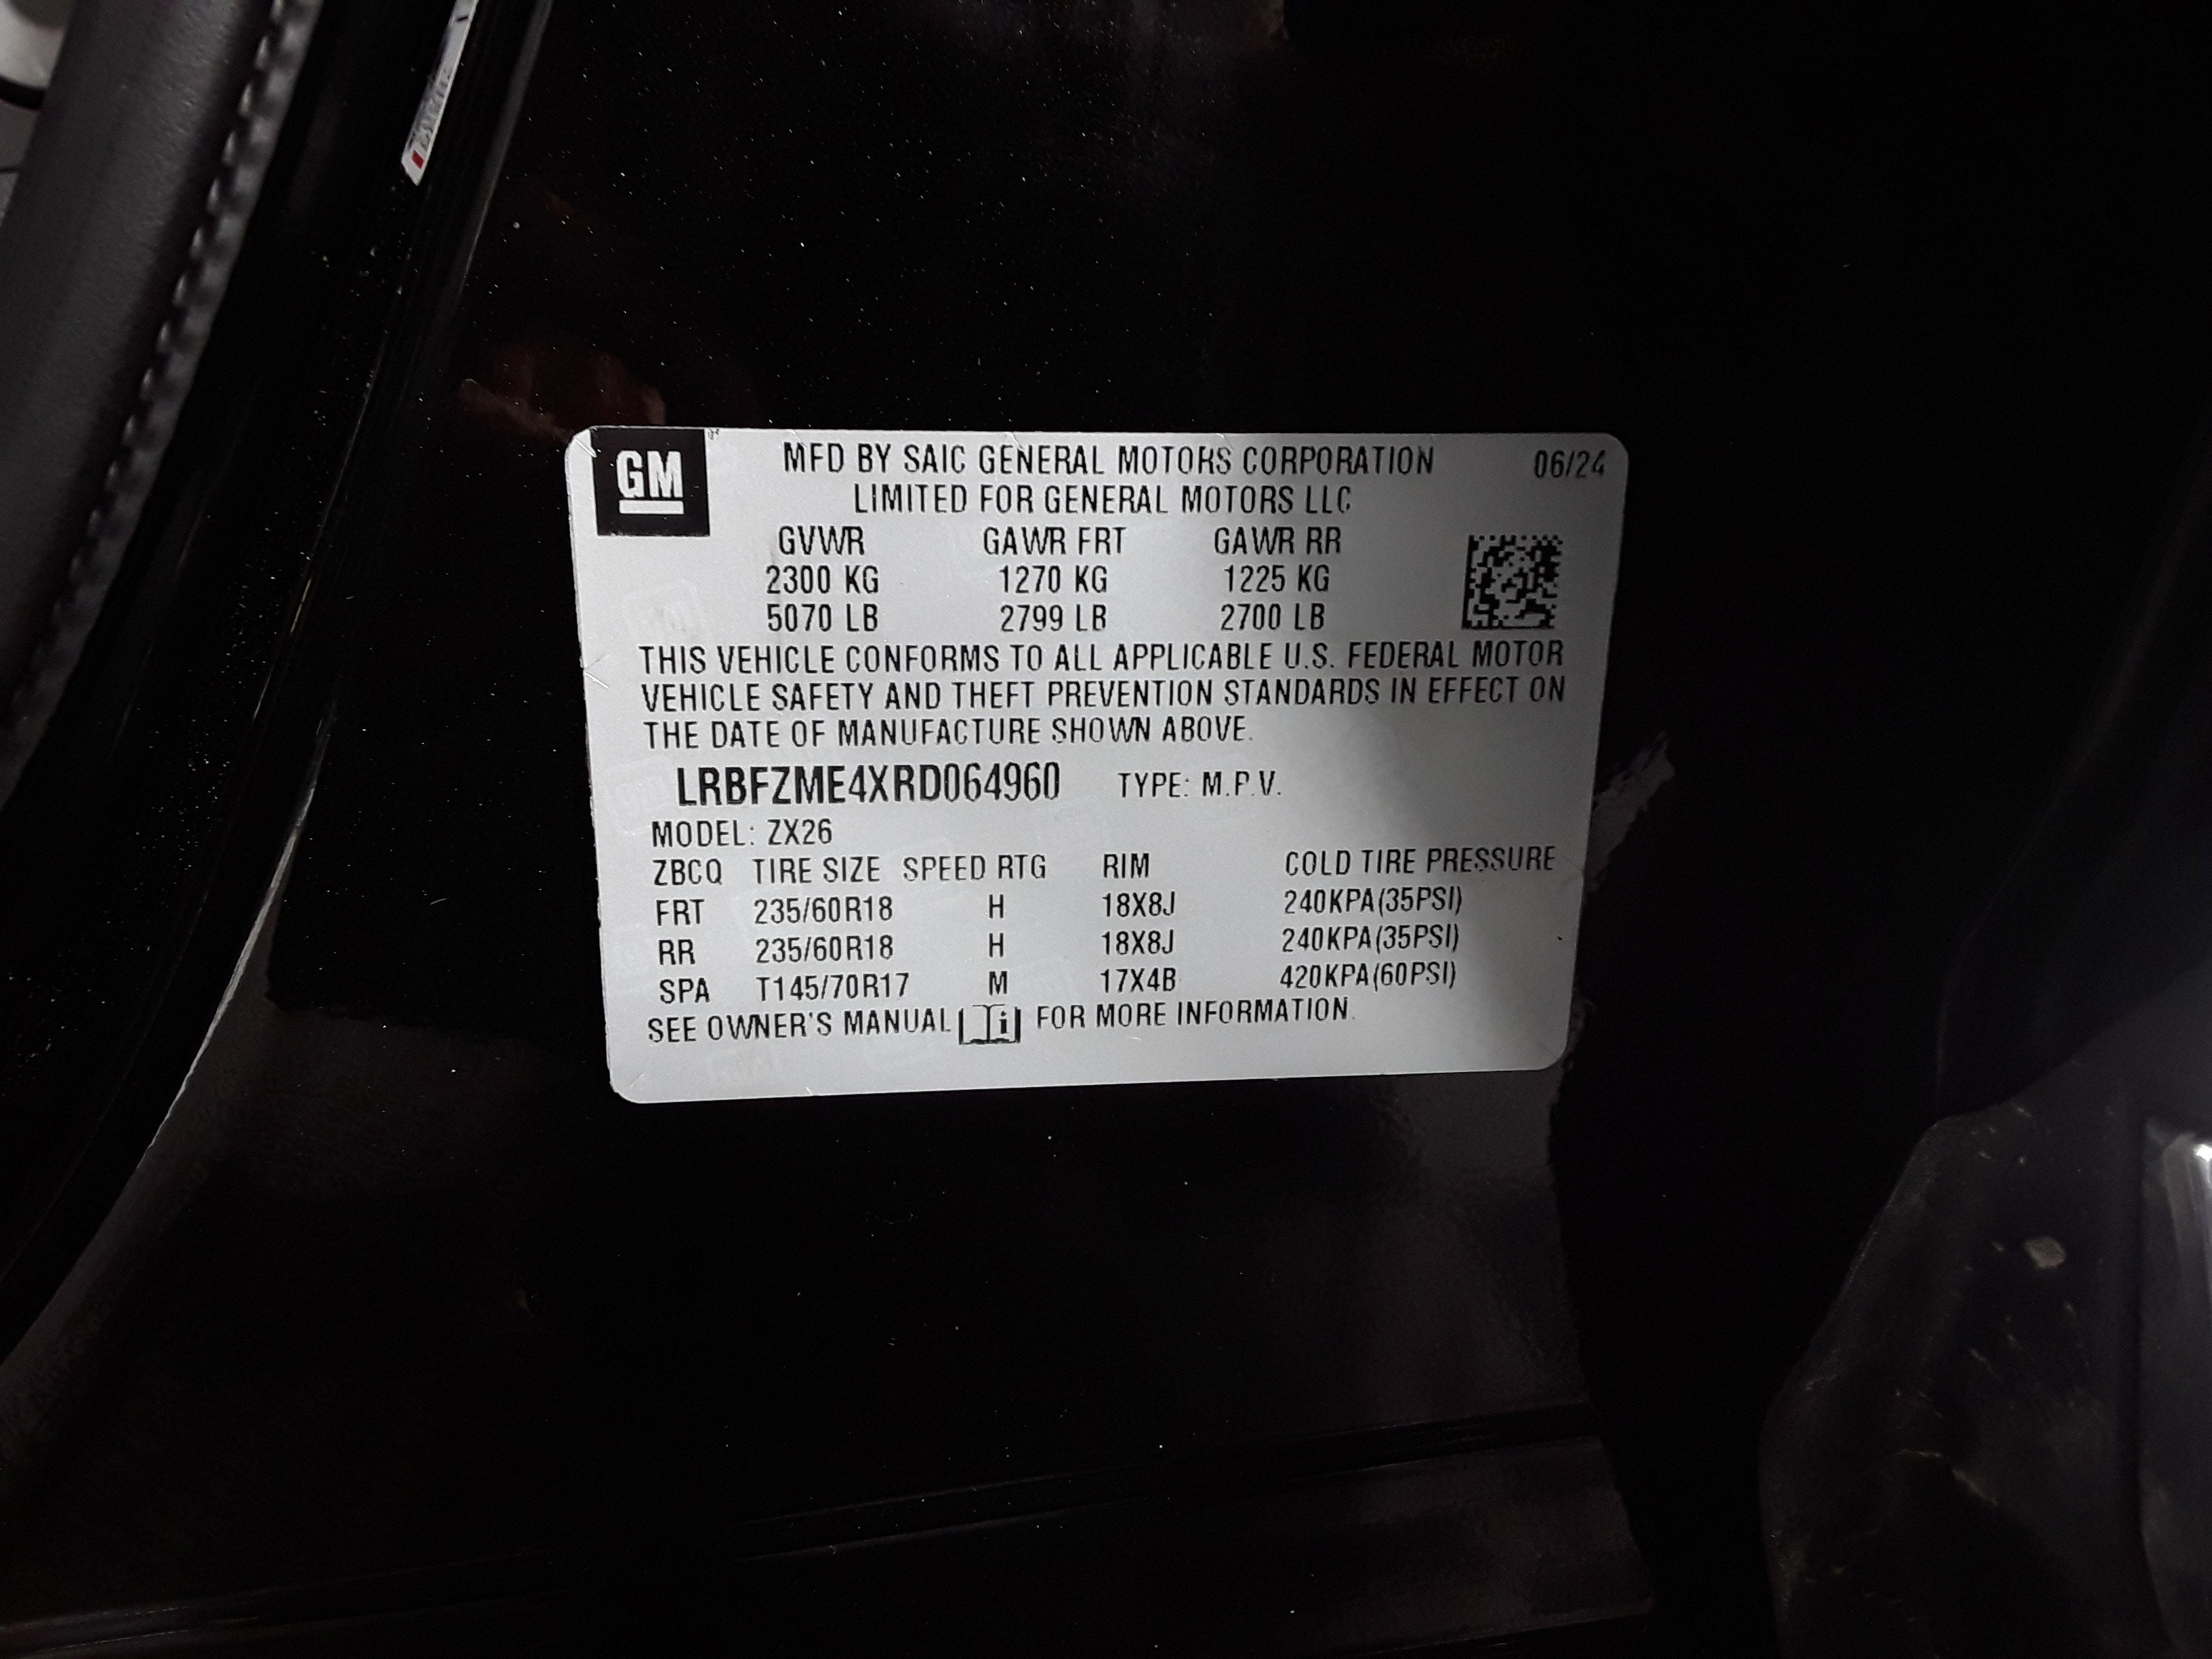 GM
MFD BY SAIC GENERAL MOTORS CORPORATION 06/24
LIMITED FOR GENERAL MOTORS LLC
GVWR GAWR FRT GAWR RR
2300 KG 1270 KG 1225 KG
5070 LB 2799 LB 2700 LB
THIS VEHICLE CONFORMS TO ALL APPLICABLE U.S. FEDERAL MOTOR
VEHICLE SAFETY AND THEFT PREVENTION STANDARDS IN EFFECT ON
THE DATE OF MANUFACTURE SHOWN ABOVE.
LRBFZME4XRD064960 TYPE: M.P.V.
MODEL: ZX26
ZBCQ TIRE SIZE SPEED RTG RIM COLD TIRE PRESSURE
FRT 235/60R18 H 18X8J 240KPA(35PSI)
RR 235/60R18 H 18X8J 240KPA(35PSI)
SPA T145/70R17 M 17X4B 420KPA(60PSI)
SEE OWNER'S MANUAL i FOR MORE INFORMATION.